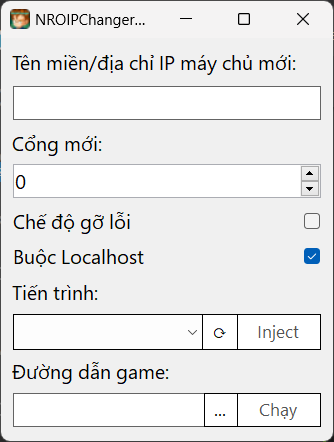 NROIPChanger...
Tên miền/địa chỉ IP máy chủ mới:
Cổng mới:
0
Chế độ gỡ lỗi
Buộc Localhost
Tiến trình:
Inject
Đường dẫn game:
... Chạy